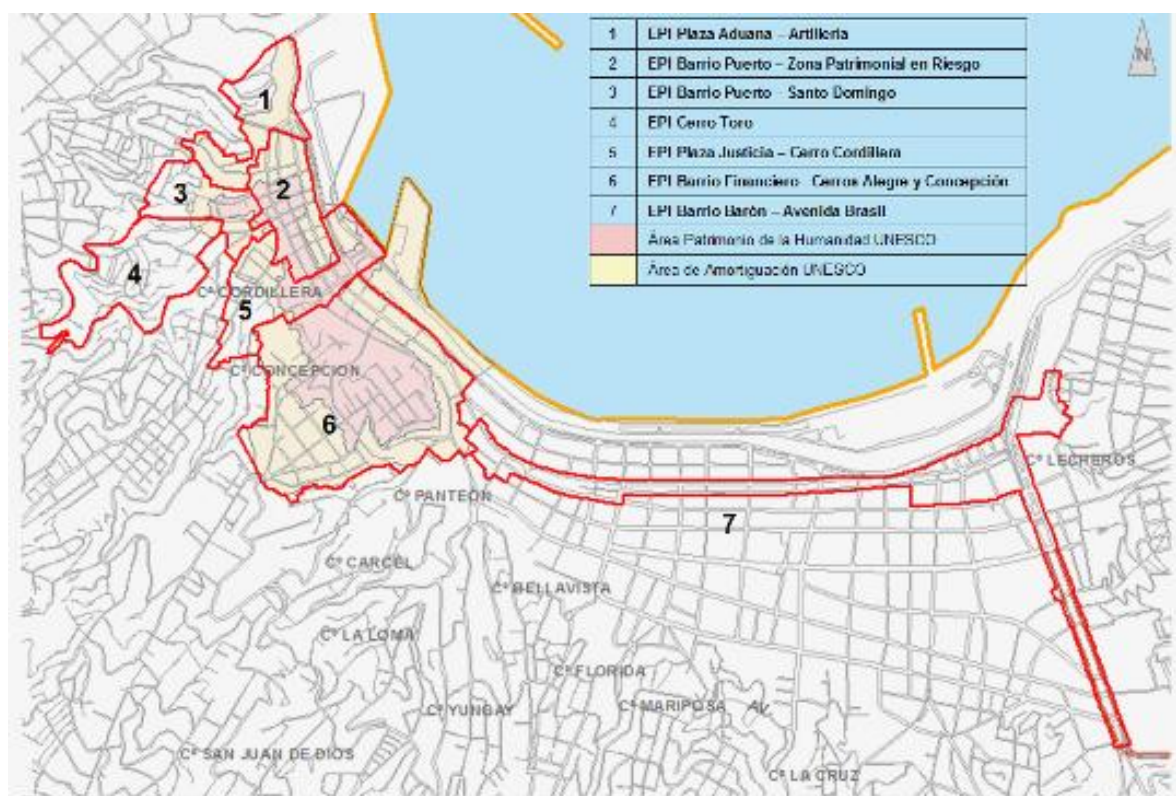 1 EPI Plaza Aduana – Artillería
2 EPI Barrio Puerto – Zona Patrimonial en Riesgo
3 EPI Barrio Puerto – Santo Domingo
4 EPI Cerro Toro
5 EPI Plaza Justicia – Cerro Cordillera
6 EPI Barrio Financiero - Cerros Alegre y Concepción
7 EPI Barrio Barón – Avenida Brasil
Área Patrimonio de la Humanidad UNESCO
Área de Amortiguación UNESCO
N
1
2
3
4
Cº CORDILLERA
5
Cº CONCEPCION
6
Cº LECHEROS
Cº PANTEON
7
Cº CARCEL
Cº BELLAVISTA
Cº LA LOMA
Cº FLORIDA
Cº YUNGAY
Cº MARIPOSA
AV
Cº SAN JUAN DE DIOS
Cº LA CRUZ